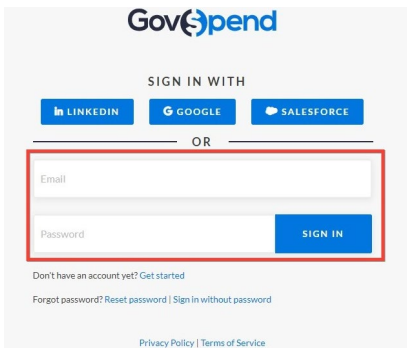 GovSpend
SIGN IN WITH
in LINKEDIN
G GOOGLE
SALESFORCE
OR
Email
Password
SIGN IN
Don't have an account yet? Get started
Forgot password? Reset password | Sign in without password
Privacy Policy | Terms of Service